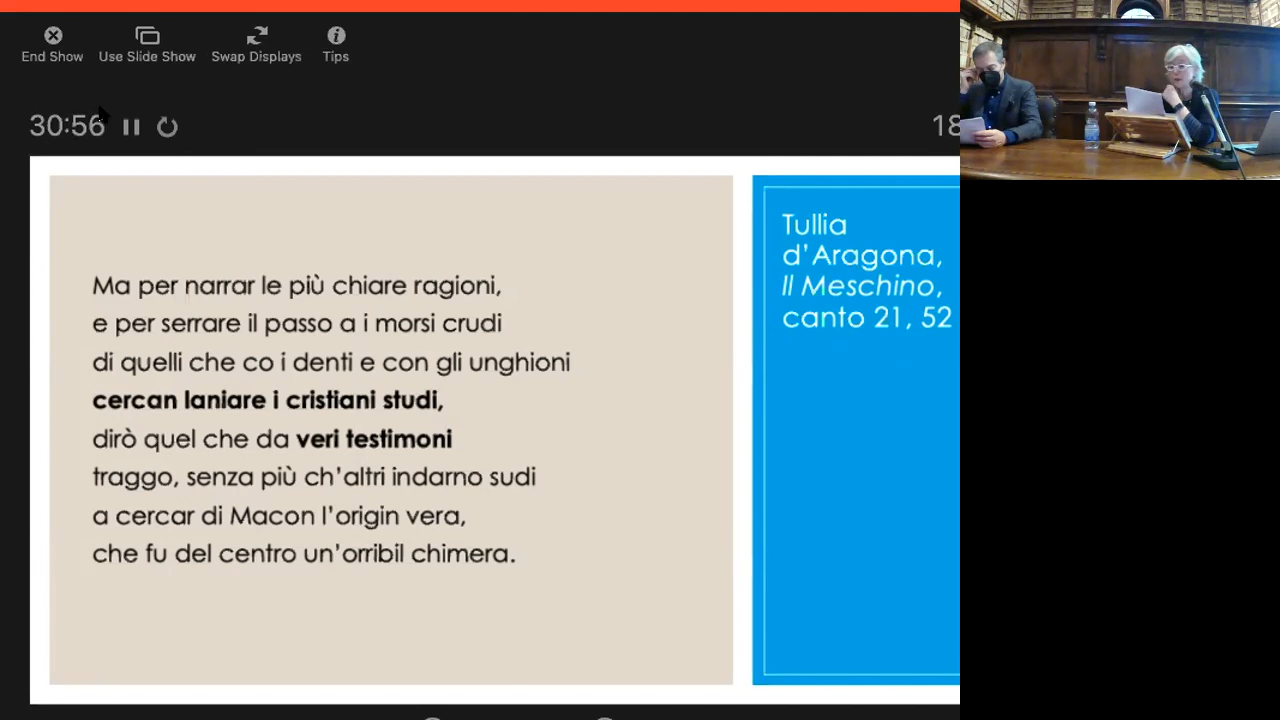 End Show
Use Slide Show
Swap Displays
Tips
30:56
18
Ma per narrar le più chiare ragioni,
e per serrare il passo a i morsi crudi
di quelli che co i denti e con gli unghioni
cercan laniare i cristiani studi,
dirò quel che da veri testimoni
traggo, senza più ch’altri indarno sudi
a cercar di Macon l’origin vera,
che fu del centro un’orribil chimera.
Tullia
d’Aragona,
Il Meschino,
canto 21, 52